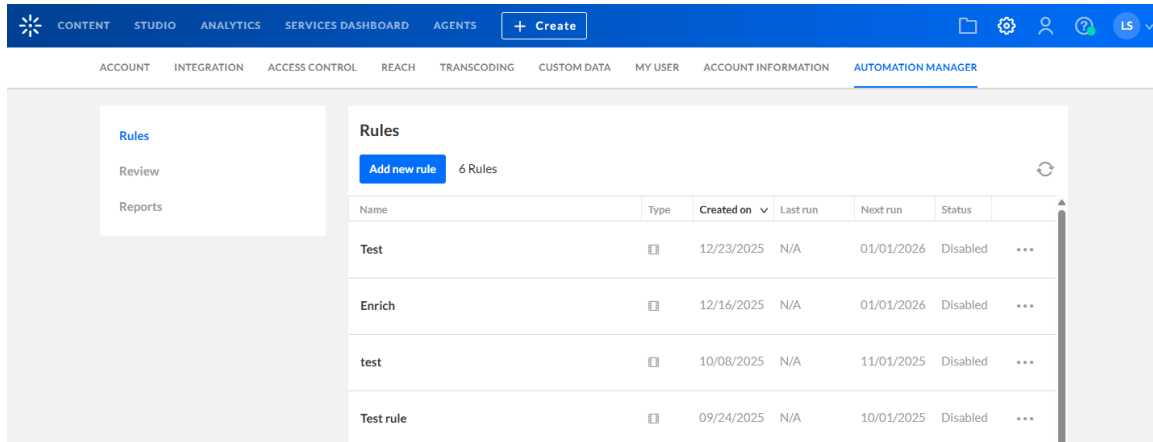 CONTENT STUDIO ANALYTICS SERVICES DASHBOARD AGENTS + Create ? LS
ACCOUNT INTEGRATION ACCESS CONTROL REACH TRANSCODING CUSTOM DATA MY USER ACCOUNT INFORMATION AUTOMATION MANAGER
Rules
Review
Reports
Rules
Add new rule 6 Rules
Name Type Created on Last run Next run Status
Test 12/23/2025 N/A 01/01/2026 Disabled
Enrich 12/16/2025 N/A 01/01/2026 Disabled
test 10/08/2025 N/A 11/01/2025 Disabled
Test rule 09/24/2025 N/A 10/01/2025 Disabled